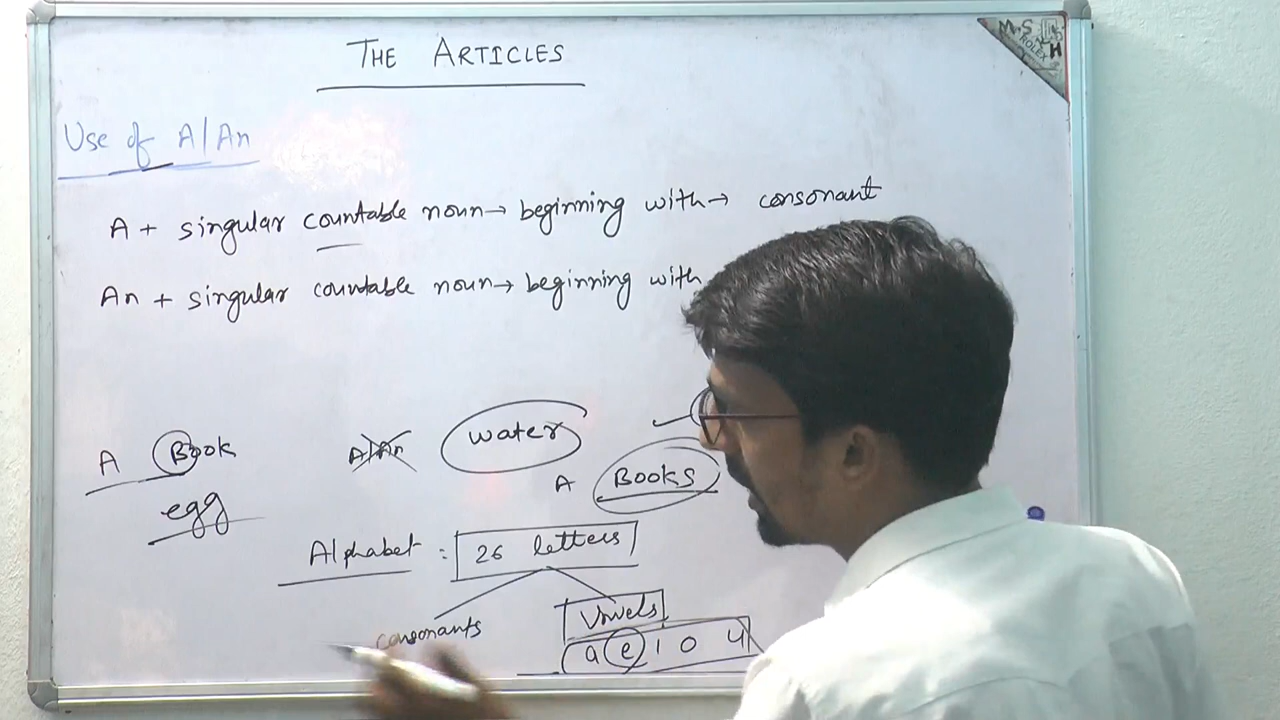 THE ARTICLES
M.S
ROLEX
Use of A/An
A + singular countable noun → beginning with → consonant
An + singular countable noun → beginning with
A Book
A/An water
egg
A Books
Alphabet : 26 letters
consonants
Vowels
a e i o u